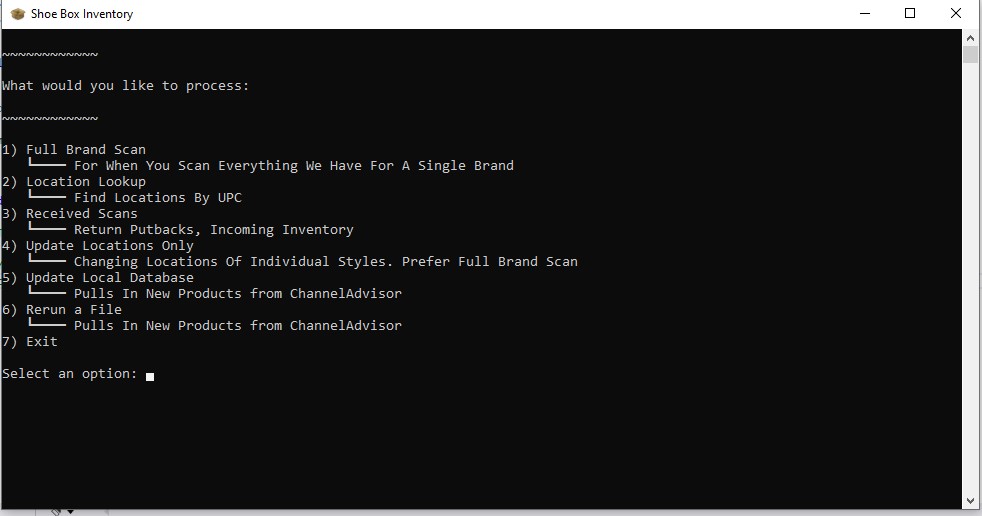 Shoe Box Inventory
~~~~~~~~~~~~
What would you like to process:
~~~~~~~~~~~~
1) Full Brand Scan
┗━━━━ For When You Scan Everything We Have For A Single Brand
2) Location Lookup
┗━━━━ Find Locations By UPC
3) Received Scans
┗━━━━ Return Putbacks, Incoming Inventory
4) Update Locations Only
┗━━━━ Changing Locations Of Individual Styles. Prefer Full Brand Scan
5) Update Local Database
┗━━━━ Pulls In New Products from ChannelAdvisor
6) Rerun a File
┗━━━━ Pulls In New Products from ChannelAdvisor
7) Exit
Select an option: